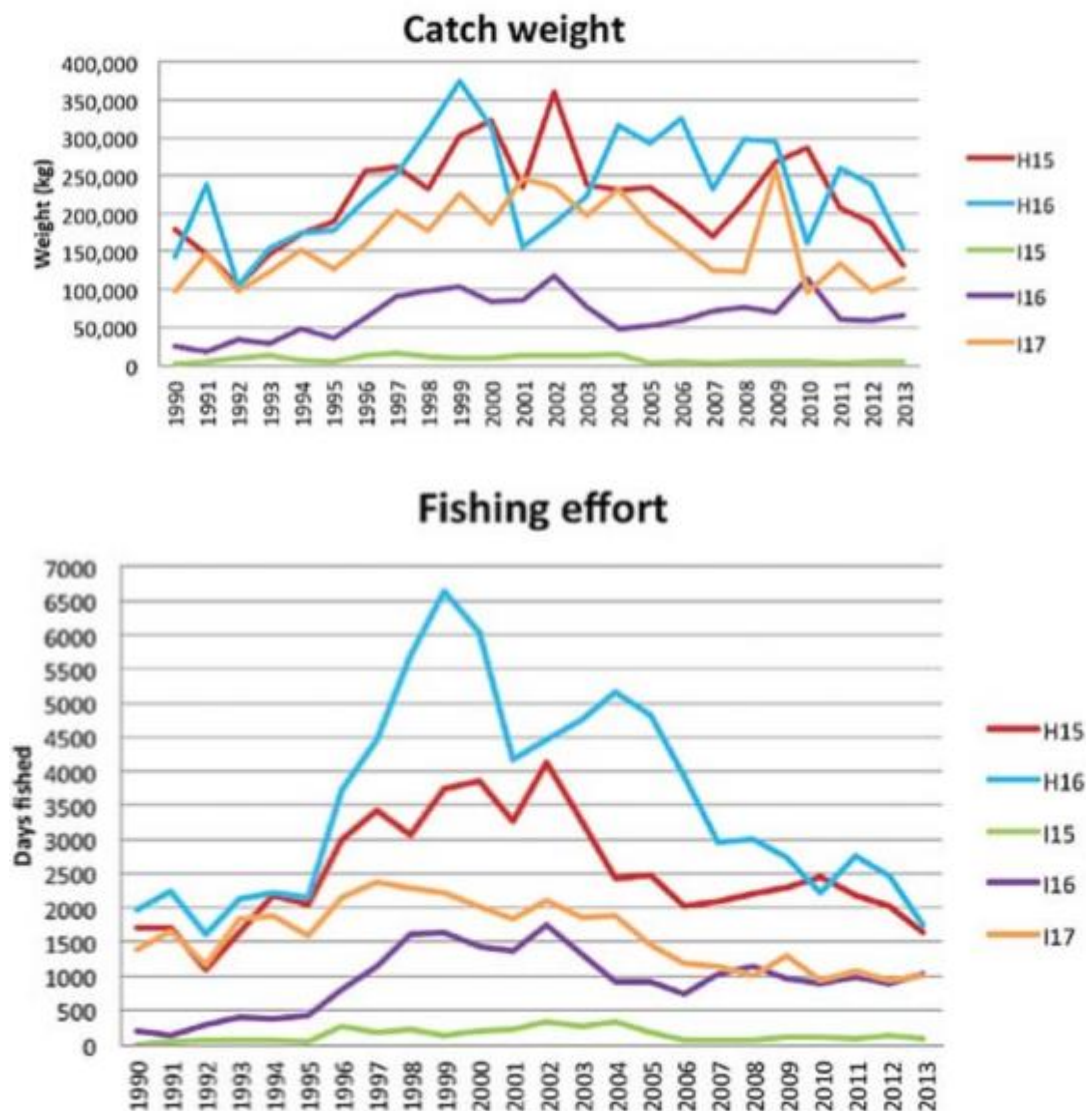 Catch weight
400,000
350,000
300,000
250,000
200,000
150,000
100,000
50,000
0
Weight (kg)
1990 1991 1992 1993 1994 1995 1996 1997 1998 1999 2000 2001 2002 2003 2004 2005 2006 2007 2008 2009 2010 2011 2012 2013
H15
H16
I15
I16
I17
Fishing effort
7000
6500
6000
5500
5000
4500
4000
3500
3000
2500
2000
1500
1000
500
0
Days fished
1990 1991 1992 1993 1994 1995 1996 1997 1998 1999 2000 2001 2002 2003 2004 2005 2006 2007 2008 2009 2010 2011 2012 2013
H15
H16
I15
I16
I17